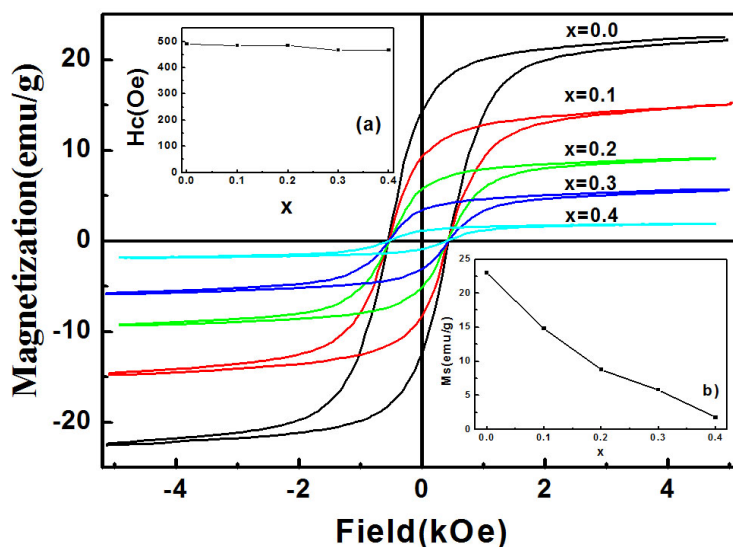 Magnetization(emu/g)
20
10
0
-10
-20
-4
-2
0
2
4
Field(kOe)
x=0.0
x=0.1
x=0.2
x=0.3
x=0.4
Hc(Oe)
500
400
300
200
100
0
0.0
0.1
0.2
0.3
0.4
x
(a)
Ms(emu/g)
25
20
15
10
5
0
0.0
0.1
0.2
0.3
0.4
x
b)